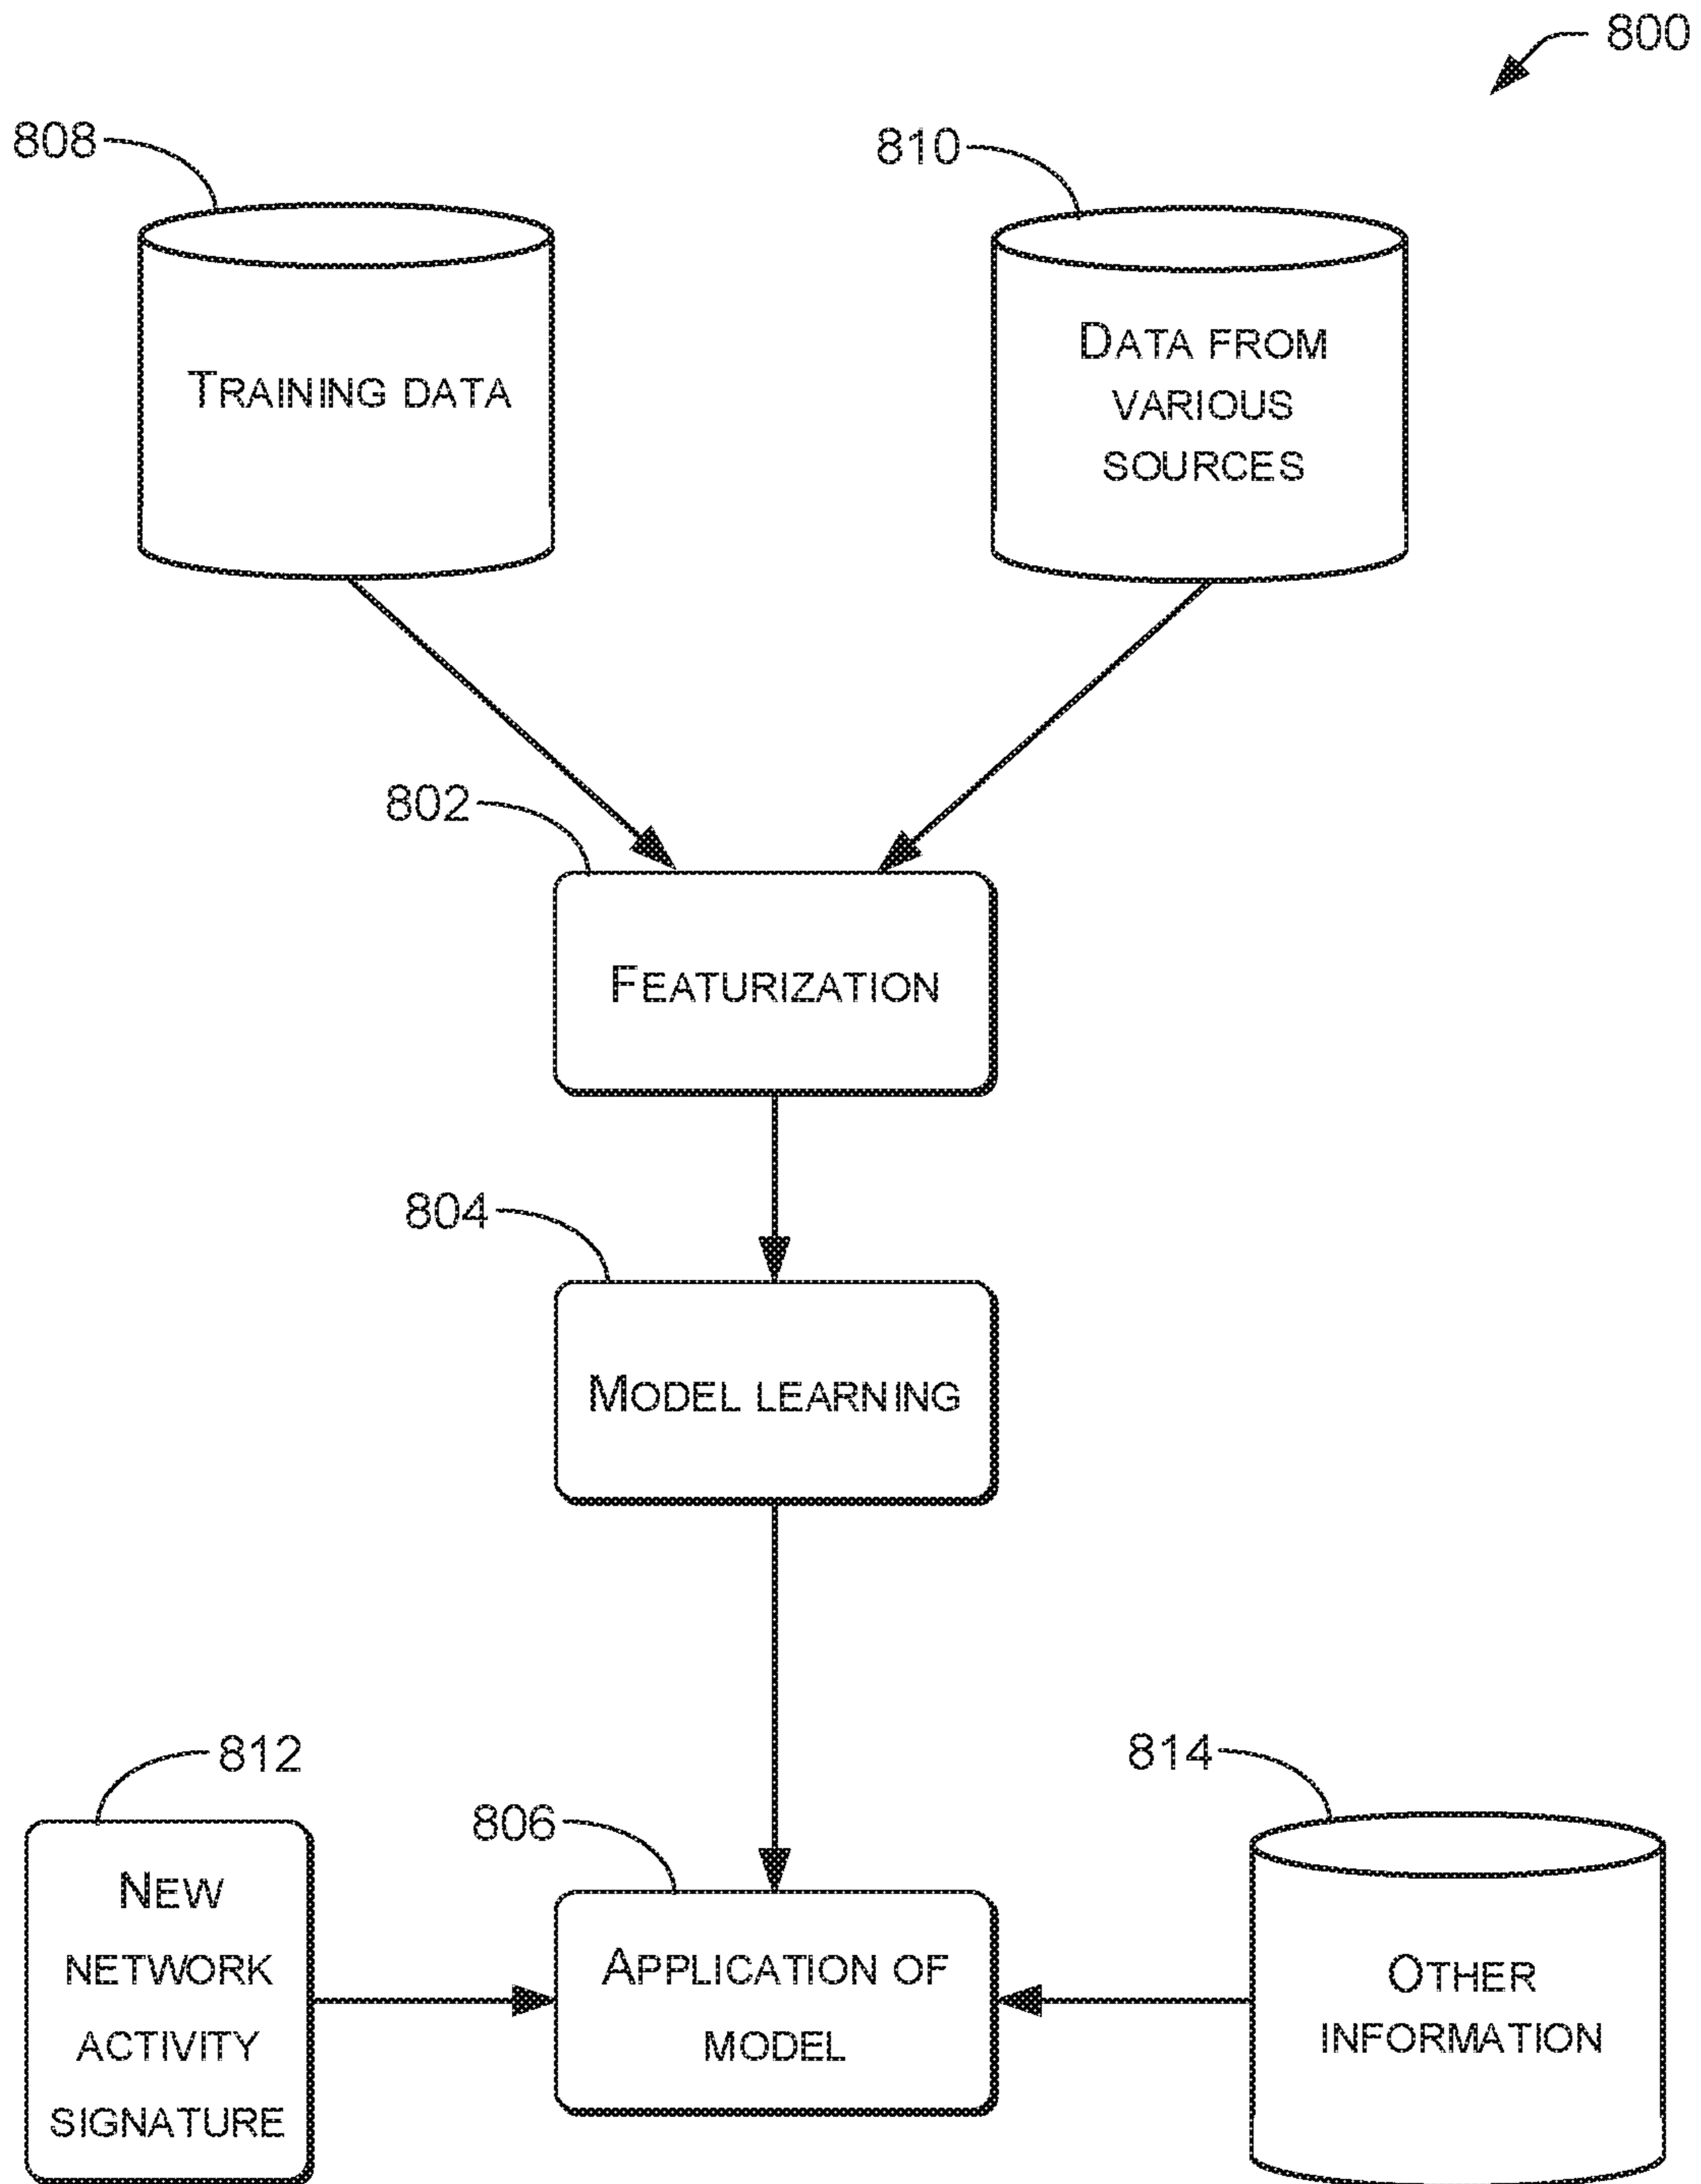 800
808
810
TRAINING DATA
DATA FROM
VARIOUS
SOURCES
802
FEATURIZATION
804
MODEL LEARNING
812
814
806
NEW
NETWORK
ACTIVITY
SIGNATURE
APPLICATION OF
MODEL
OTHER
INFORMATION